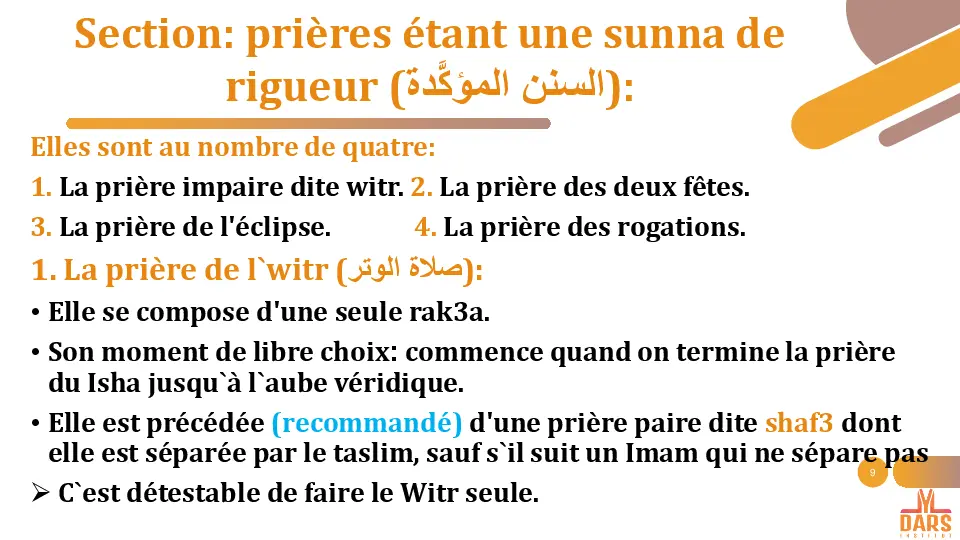 Section: prières étant une sunna de
rigueur (السنن المؤكَّدة):
Elles sont au nombre de quatre:
1. La prière impaire dite witr. 2. La prière des deux fêtes.
3. La prière de l'éclipse. 4. La prière des rogations.
1. La prière de l`witr (صلاة الوتر):
• Elle se compose d'une seule rak3a.
• Son moment de libre choix: commence quand on termine la prière
du Isha jusqu`à l`aube véridique.
• Elle est précédée (recommandé) d'une prière paire dite shaf3 dont
elle est séparée par le taslim, sauf s`il suit un Imam qui ne sépare pas
9
➢ C`est détestable de faire le Witr seule.
DARS
INSTITUT